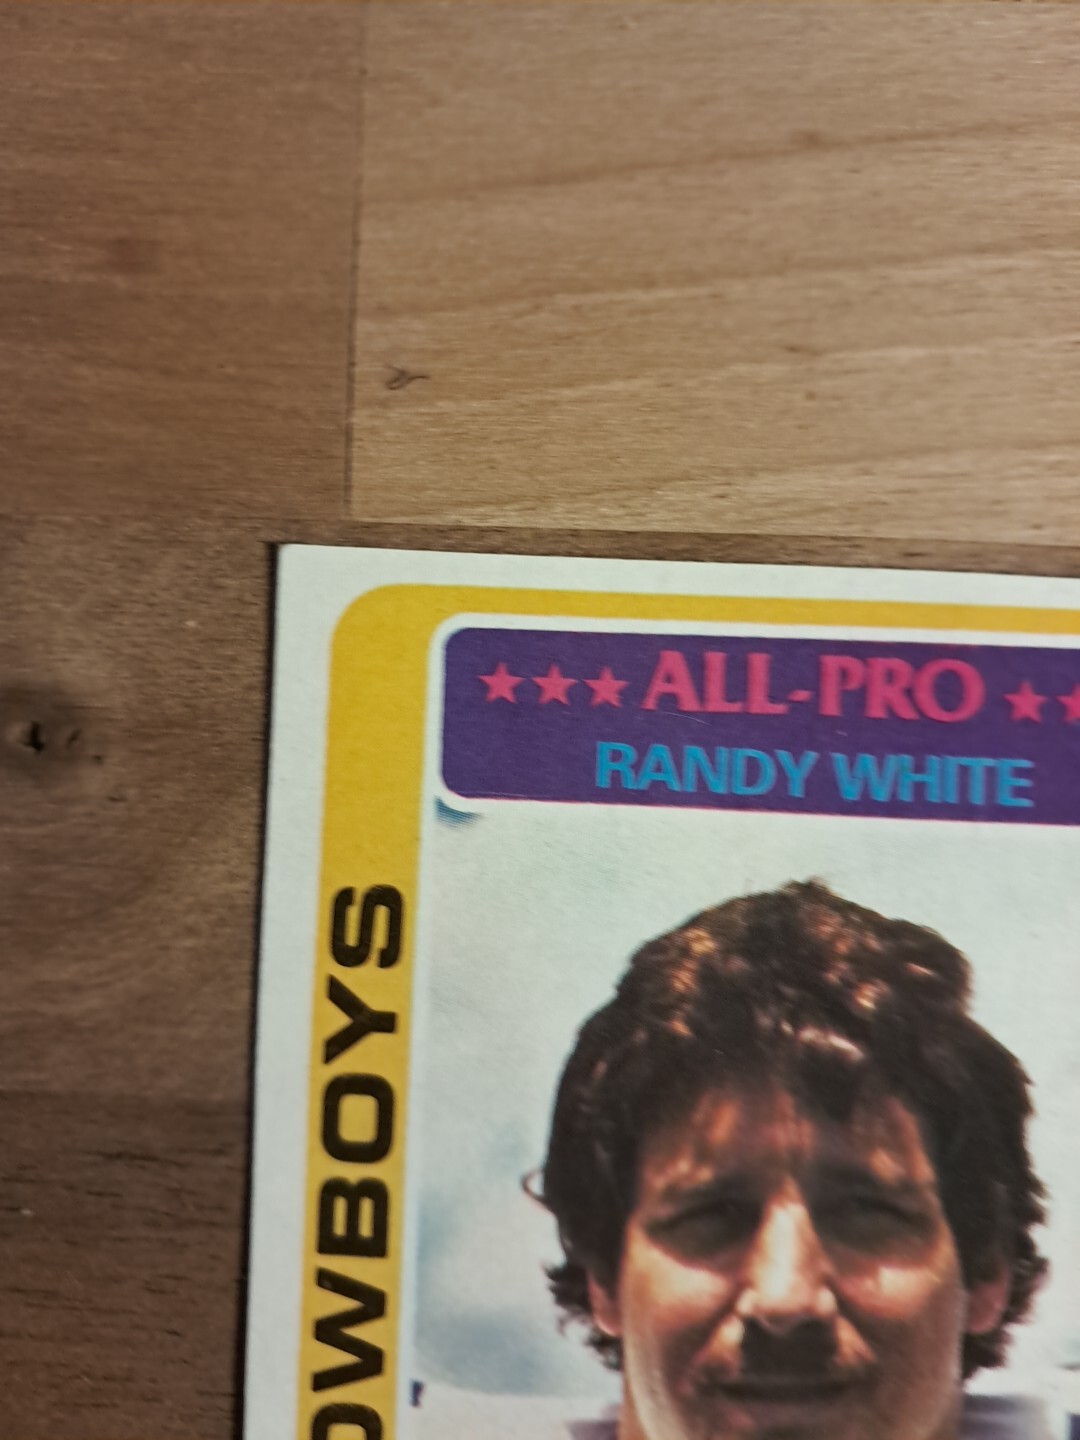 ★★★ ALL-PRO ★★
RANDY WHITE
OWBOYS